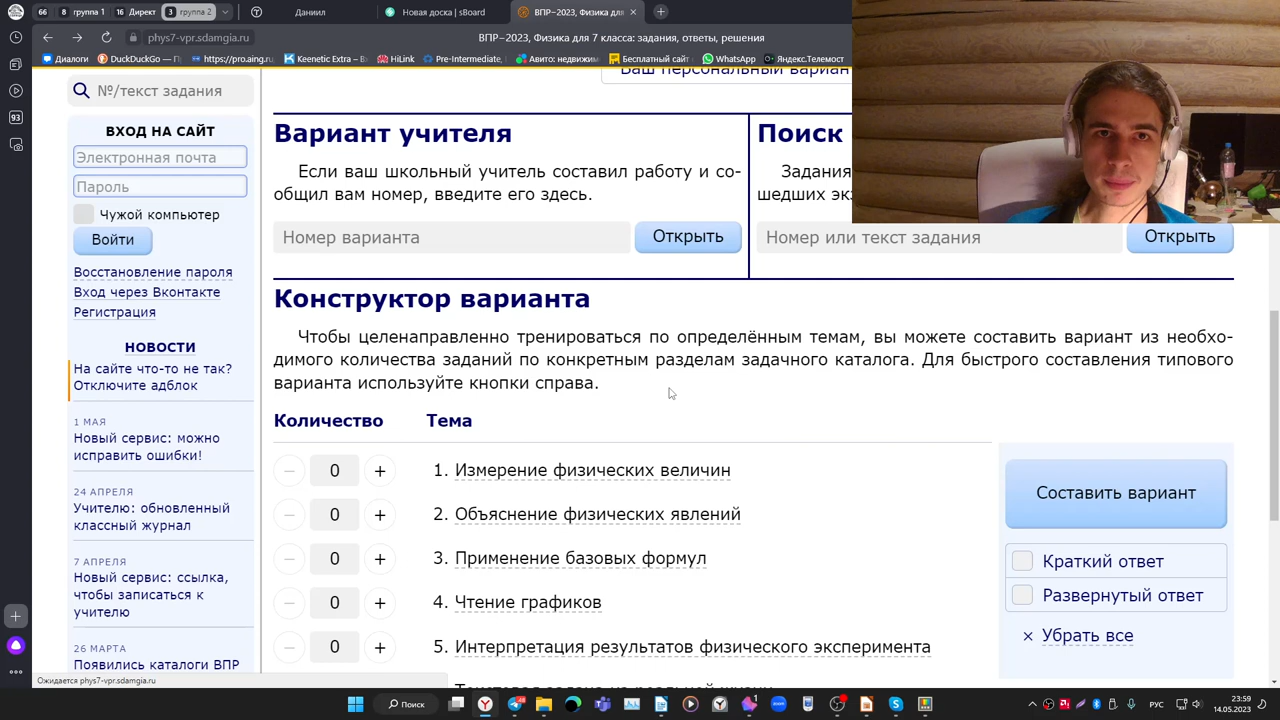 66
8 группа 1
16 Директ
3 группа 2
Даниил
Новая доска | sBoard
ВПР–2023, Физика для 7
phys7-vpr.sdamgia.ru
ВПР−2023, Физика для 7 класса: задания, ответы, решения
Диалоги
DuckDuckGo — П
https://pro.aing.ru
Keenetic Extra – B
HiLink
Pre-Intermediate,
Авито: недвижим
Бесплатный сайт
WhatsApp
Яндекс.Телемост
93
№/текст задания
ВХОД НА САЙТ
Электронная почта
Пароль
Чужой компьютер
Войти
Восстановление пароля
Вход через Вконтакте
Регистрация
НОВОСТИ
На сайте что-то не так?
Отключите адблок
1 МАЯ
Новый сервис: можно
исправить ошибки!
24 АПРЕЛЯ
Учителю: обновленный
классный журнал
7 АПРЕЛЯ
Новый сервис: ссылка,
чтобы записаться к
учителю
26 МАРТА
Появились каталоги ВПР
Ваш персональный вариан
Вариант учителя
Если ваш школьный учитель составил работу и со-
общил вам номер, введите его здесь.
Номер варианта
Открыть
Поиск
Задания
шедших экз
Номер или текст задания
Открыть
Конструктор варианта
Чтобы целенаправленно тренироваться по определённым темам, вы можете составить вариант из необхо-
димого количества заданий по конкретным разделам задачного каталога. Для быстрого составления типового
варианта используйте кнопки справа.
Количество Тема
− 0 + 1. Измерение физических величин
− 0 + 2. Объяснение физических явлений
− 0 + 3. Применение базовых формул
− 0 + 4. Чтение графиков
− 0 + 5. Интерпретация результатов физического эксперимента
Составить вариант
Краткий ответ
Развернутый ответ
× Убрать все
Ожидается phys7-vpr.sdamgia.ru
Поиск
РУС
23:59
14.05.2023